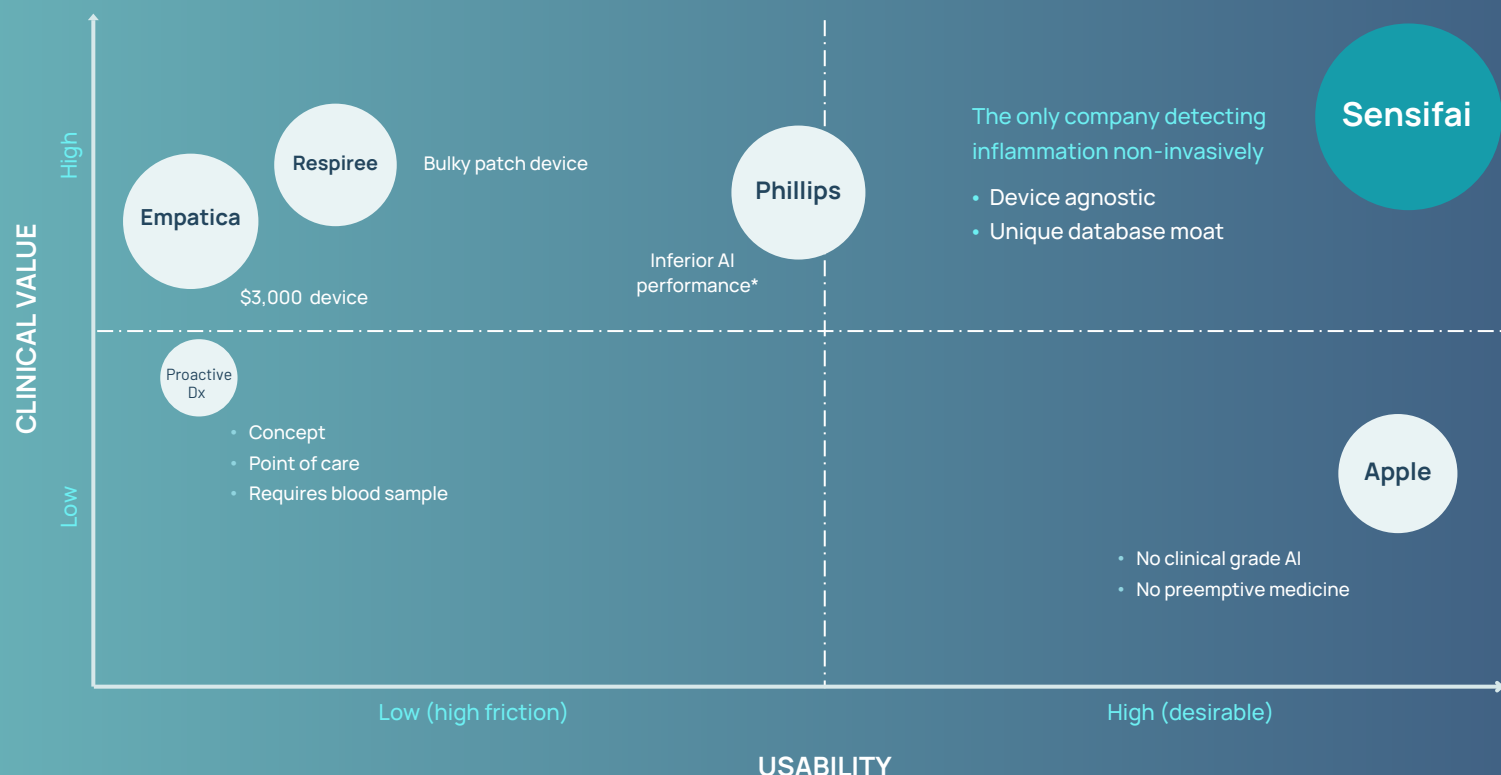 CLINICAL VALUE
High
Low
Empatica
$3,000 device
Respiree
Bulky patch device
Phillips
Inferior AI
performance*
The only company detecting
inflammation non-invasively
• Device agnostic
• Unique database moat
Sensifai
Proactive
Dx
• Concept
• Point of care
• Requires blood sample
Apple
• No clinical grade AI
• No preemptive medicine
Low (high friction)
High (desirable)
USABILITY